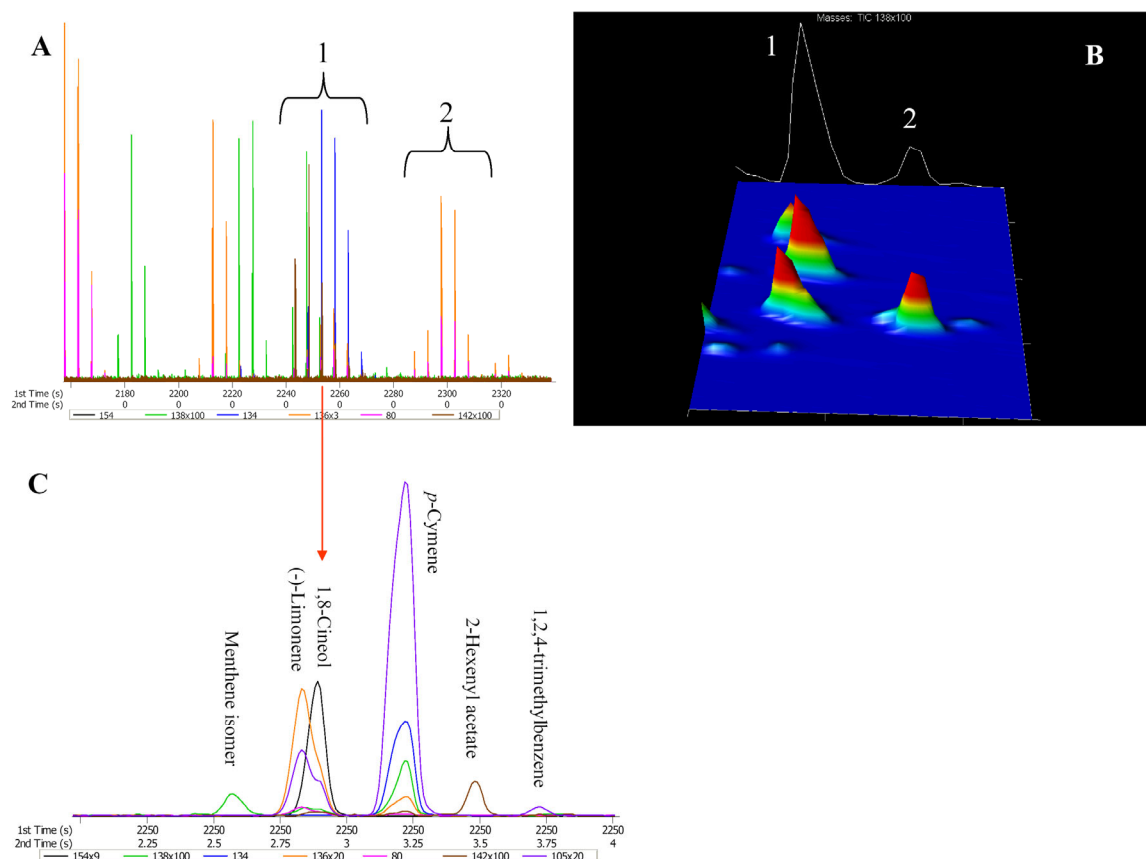 A
1
2
2180 2200 2220 2240 2260 2280 2300 2320
1st Time (s)
0 0 0 0 0 0 0 0
2nd Time (s)
154 138x100 134 136x3 80 142x100
Masses: TIC 138x100
B
1
2
C
Menthene isomer
(-)-Limonene
1,8-Cineol
p-Cymene
2-Hexenyl acetate
1,2,4-trimethylbenzene
1st Time (s)
2250 2250 2250 2250 2250 2250 2250 2250
2nd Time (s)
2.25 2.5 2.75 3 3.25 3.5 3.75 4
154x9 138x100 134 136x20 80 142x100 105x20